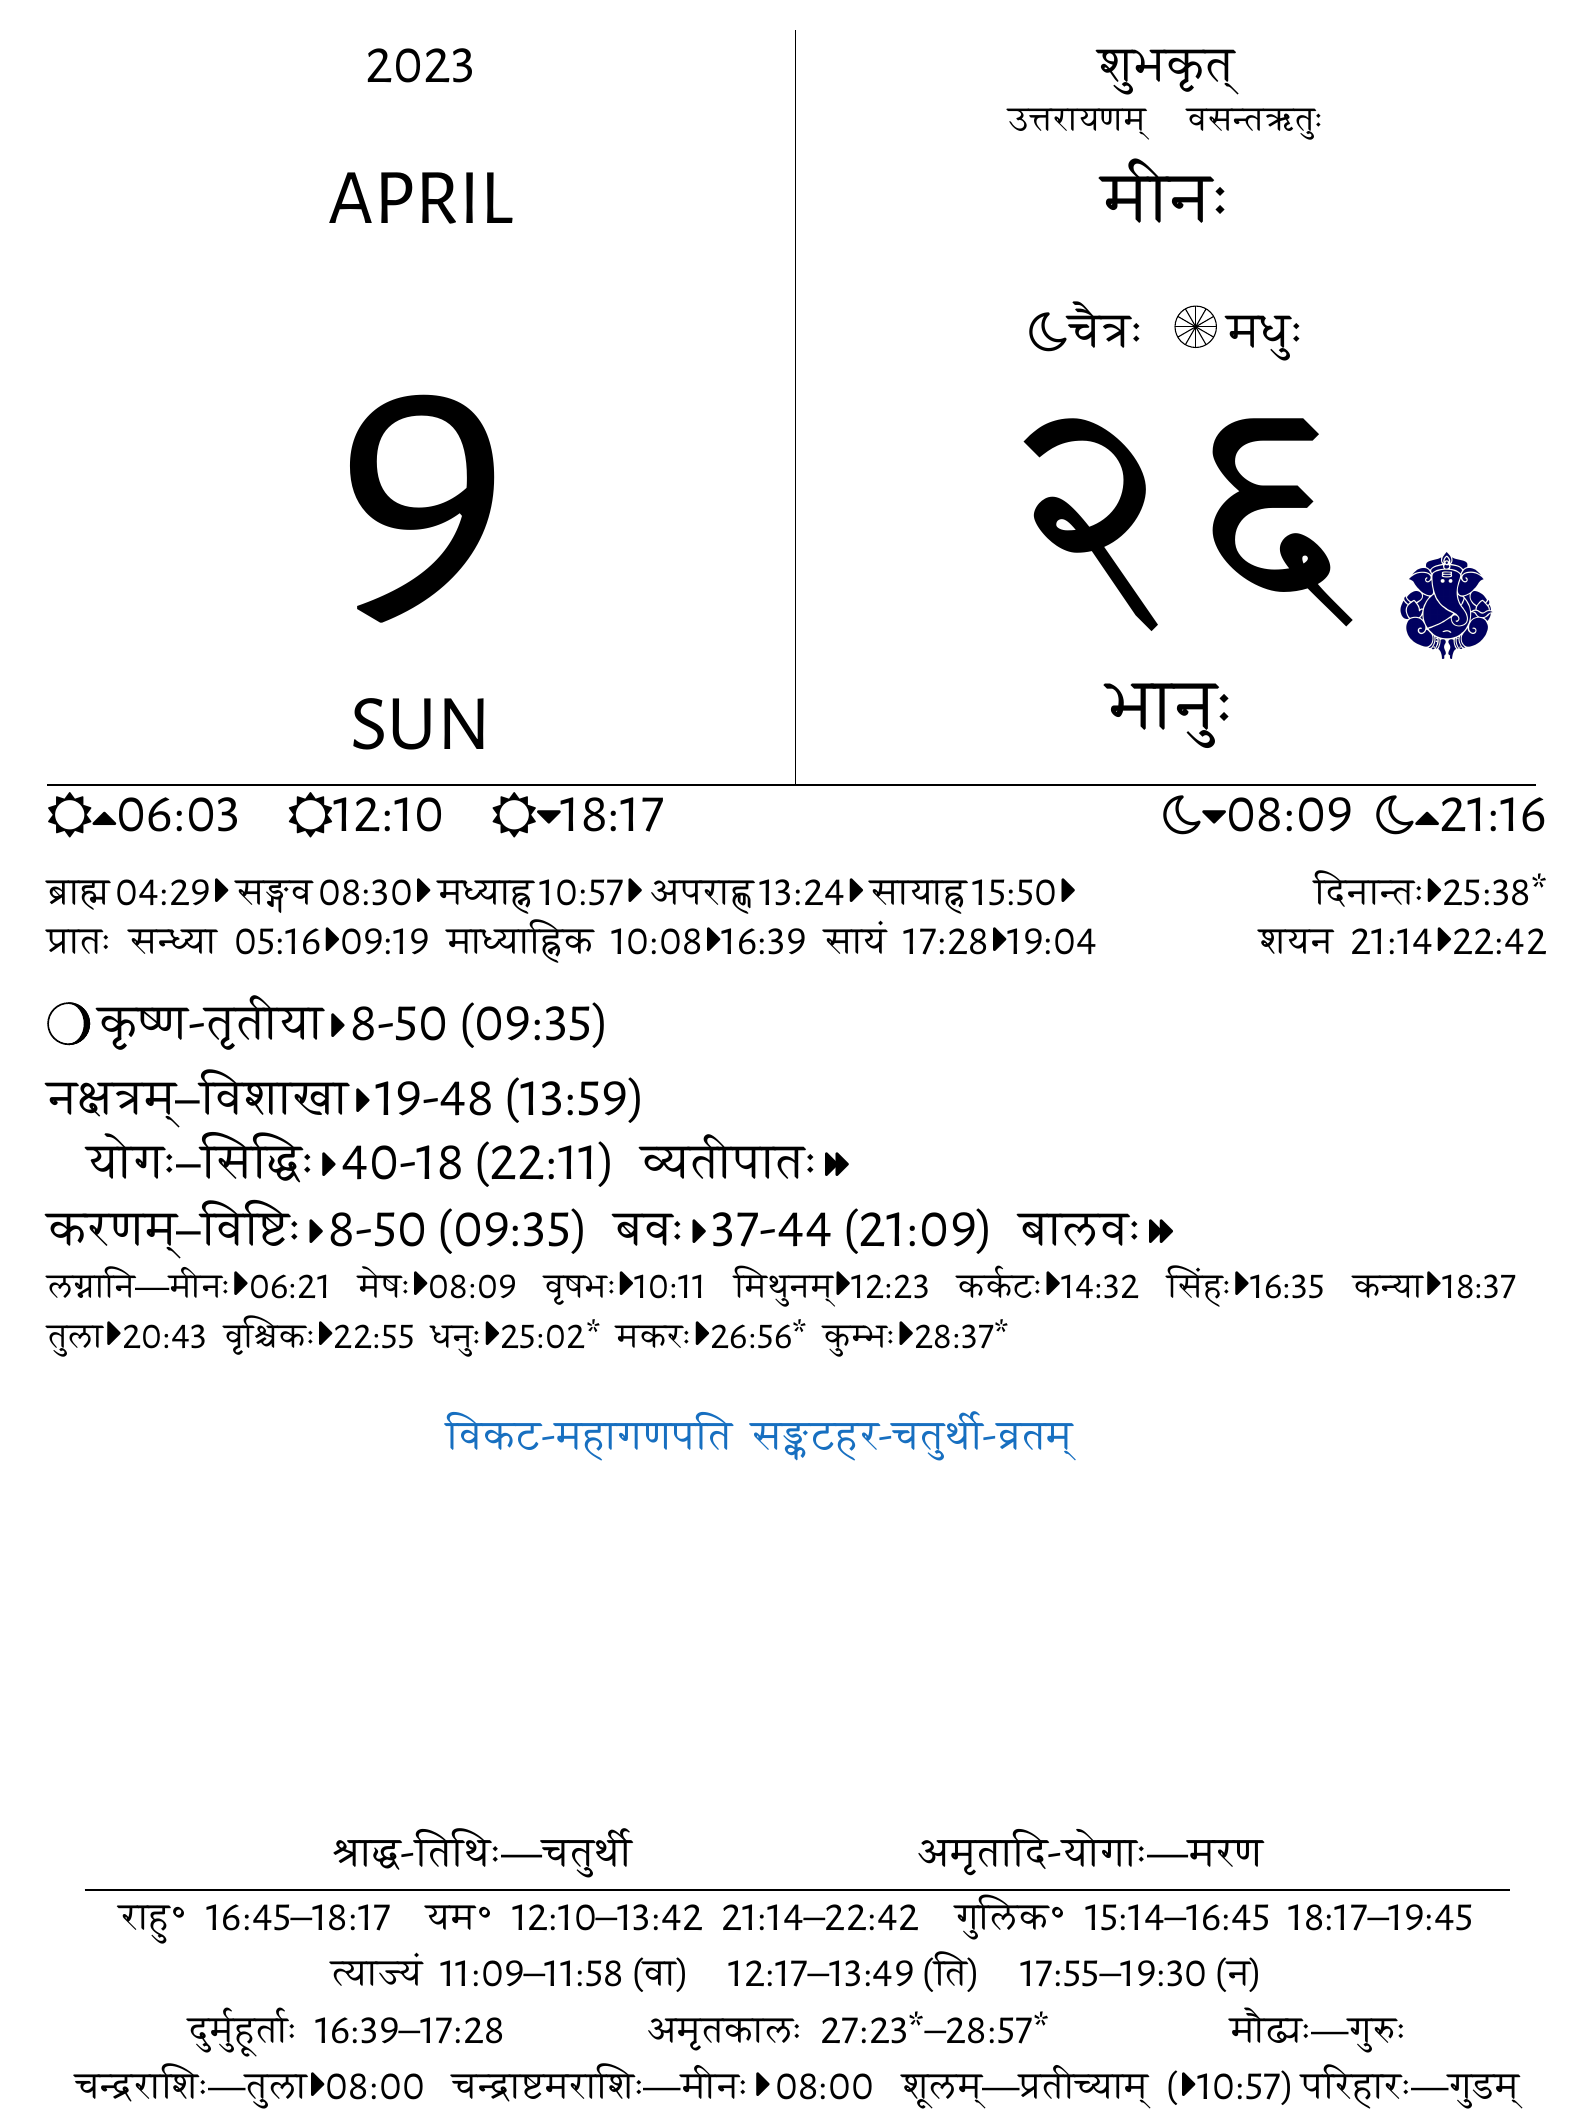 2023
APRIL
9
SUN
शुभकृत्
उत्तरायणम् वसन्तऋतुः
मीनः
चैत्रः मधुः
२६
भानुः
06:03 12:10 18:17 08:09 21:16
ब्राह्म 04:29 सङ्गव 08:30 मध्याह्न 10:57 अपराह्ण 13:24 सायाह्न 15:50 दिनान्तः 25:38*
प्रातः सन्ध्या 05:16 09:19 माध्याह्निक 10:08 16:39 सायं 17:28 19:04 शयन 21:14 22:42
कृष्ण-तृतीया 8-50 (09:35)
नक्षत्रम्–विशाखा 19-48 (13:59)
योगः–सिद्धिः 40-18 (22:11) व्यतीपातः
करणम्–विष्टिः 8-50 (09:35) बवः 37-44 (21:09) बालवः
लग्नानि—मीनः 06:21 मेषः 08:09 वृषभः 10:11 मिथुनम् 12:23 कर्कटः 14:32 सिंहः 16:35 कन्या 18:37
तुला 20:43 वृश्चिकः 22:55 धनुः 25:02* मकरः 26:56* कुम्भः 28:37*
विकट-महागणपति सङ्कटहर-चतुर्थी-व्रतम्
श्राद्ध-तिथिः—चतुर्थी अमृतादि-योगाः—मरण
राहु॰ 16:45–18:17 यम॰ 12:10–13:42 21:14–22:42 गुलिक॰ 15:14–16:45 18:17–19:45
त्याज्यं 11:09–11:58 (वा) 12:17–13:49 (ति) 17:55–19:30 (न)
दुर्मुहूर्ताः 16:39–17:28 अमृतकालः 27:23*–28:57* मौढ्यः—गुरुः
चन्द्रराशिः—तुला 08:00 चन्द्राष्टमराशिः—मीनः 08:00 शूलम्—प्रतीच्याम् (10:57) परिहारः—गुडम्